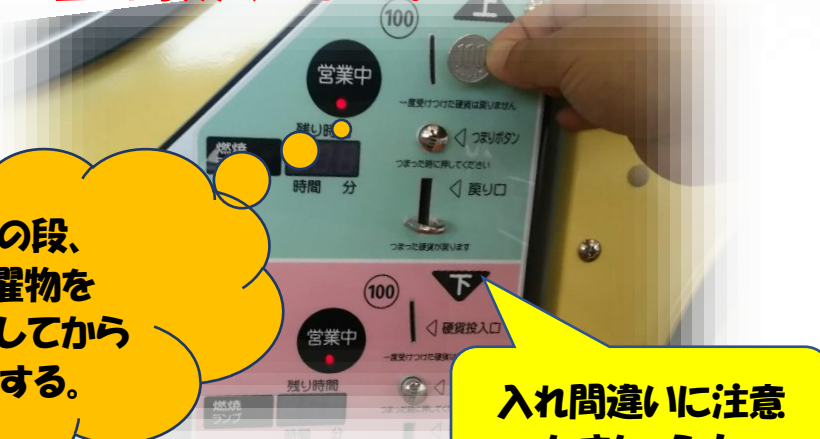 100
上
営業中
一度受けつけた硬貨は戻りません
残り時
燃焼
つまりボタン
つまった時に押してください
時間 分
戻り口
つまった硬貨が戻ります
の段、
濯物を
してから
する。
100
下
営業中
硬貨投入口
一度受けつけた硬貨は
残り時間
燃焼
ランプ
入れ間違いに注意